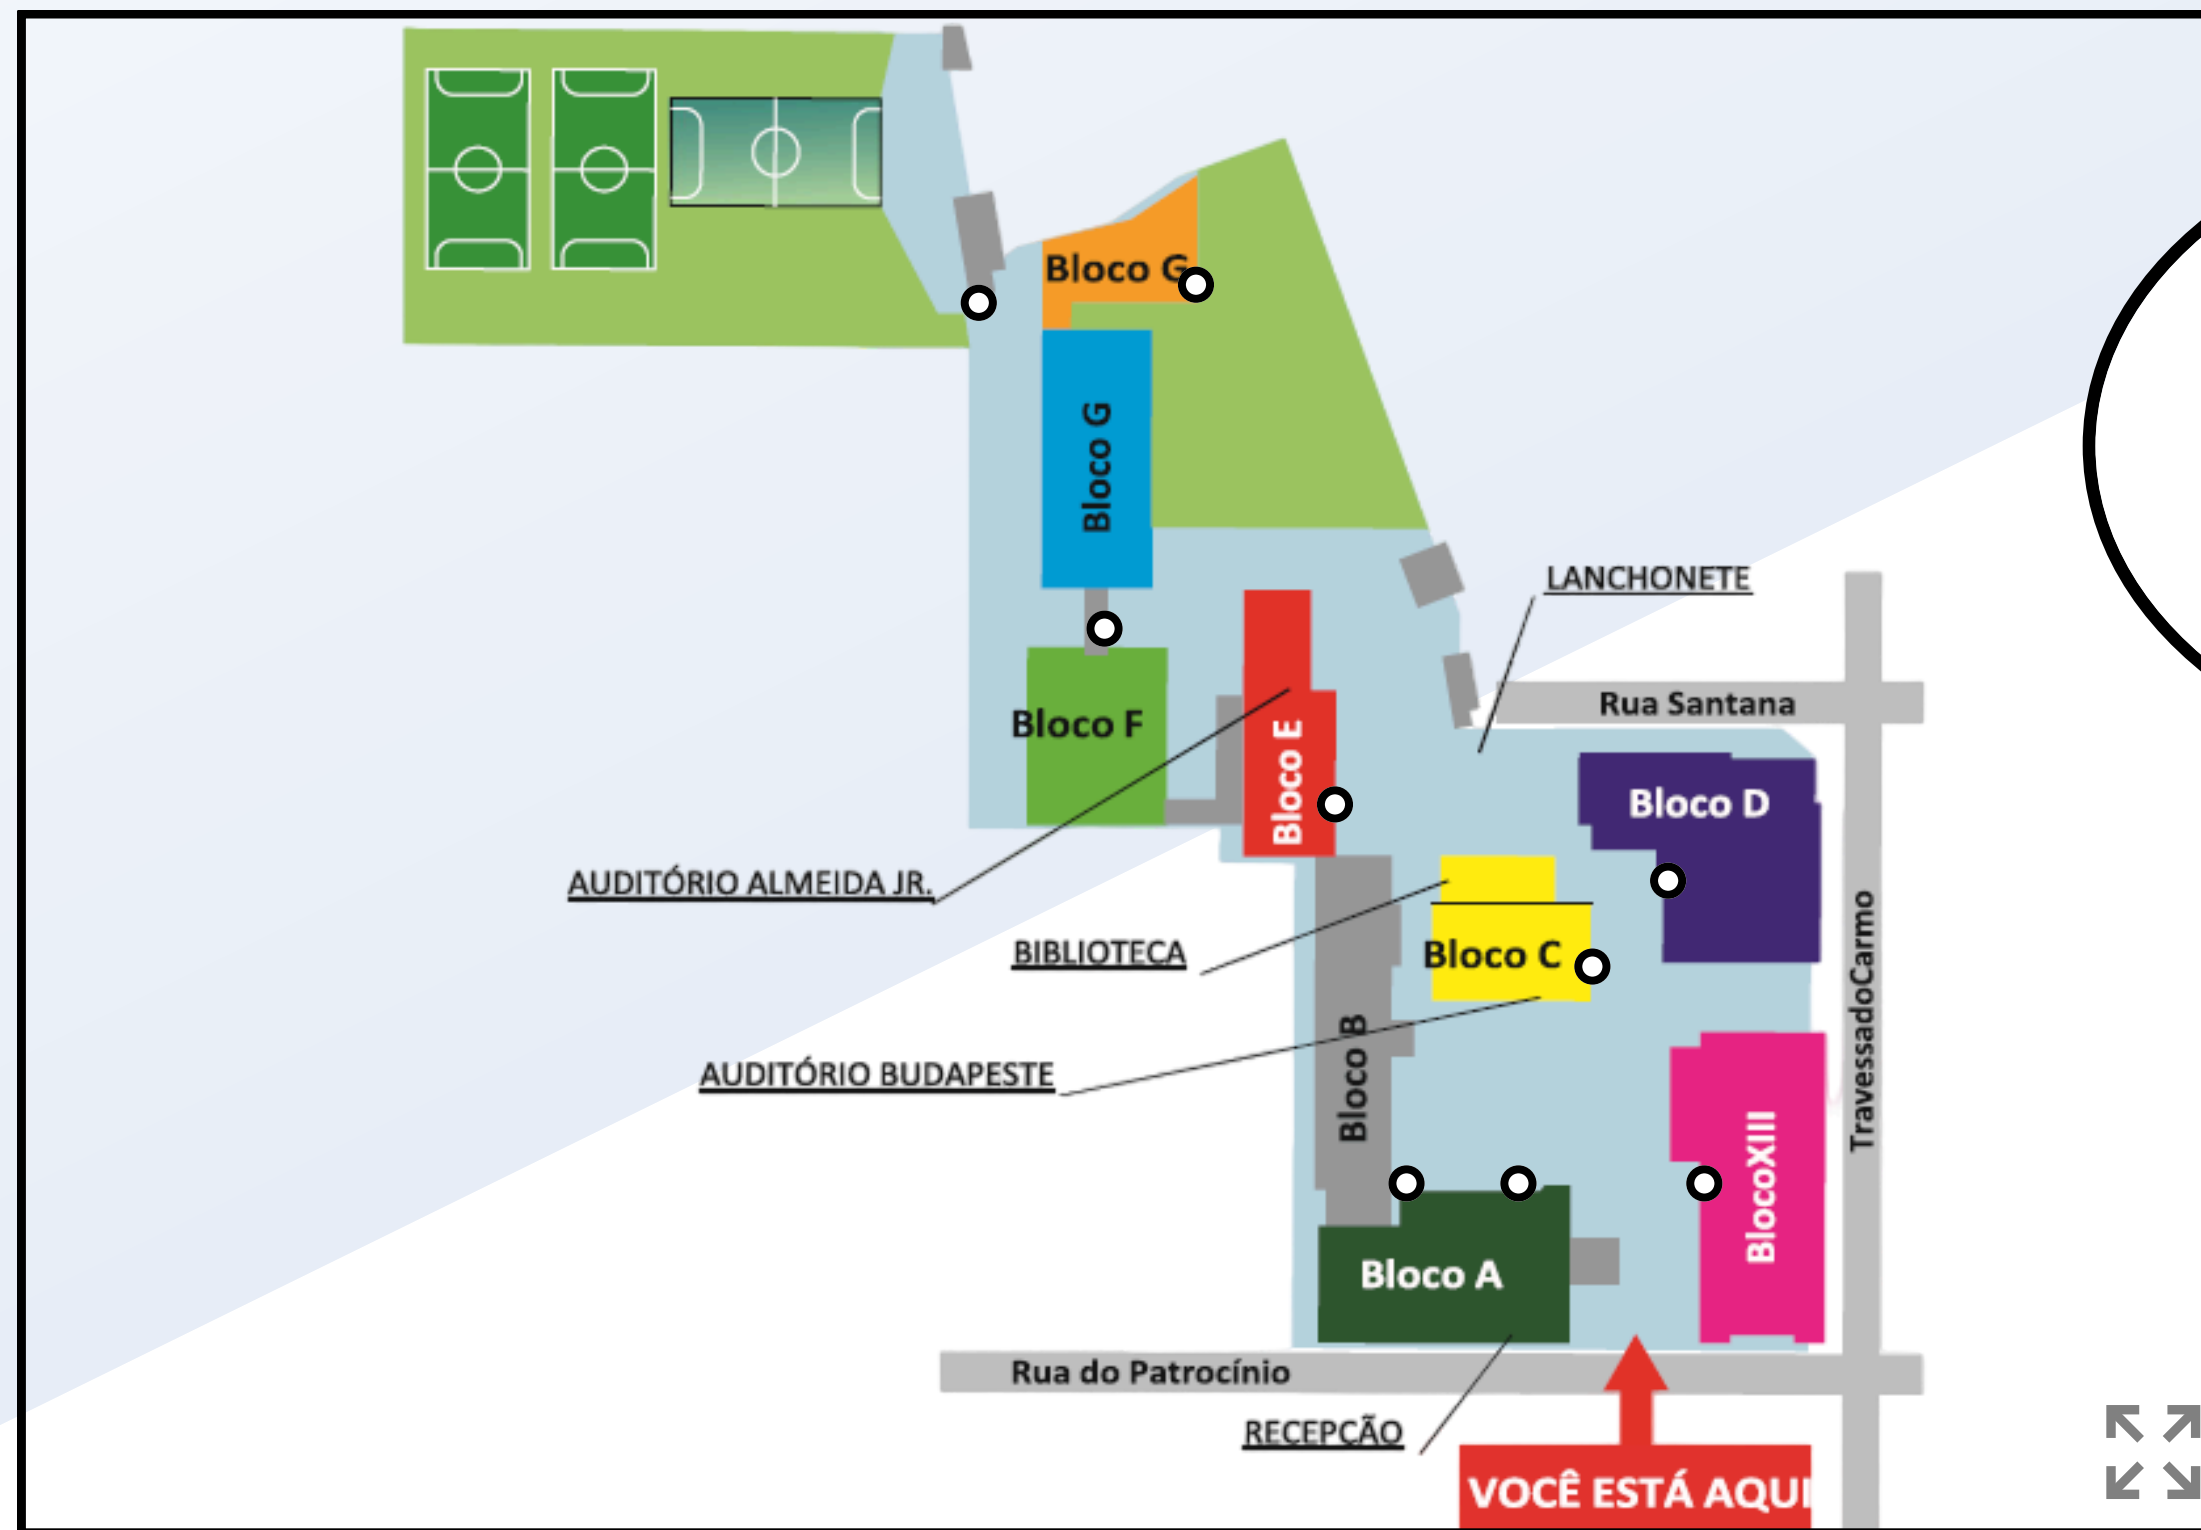 Bloco G
Bloco G
LANCHONETE
Rua Santana
Bloco F
Bloco E
Bloco D
AUDITÓRIO ALMEIDA JR.
BIBLIOTECA
Bloco C
TravessadoCarmo
AUDITÓRIO BUDAPESTE
Bloco B
BlocoXIII
Bloco A
Rua do Patrocínio
RECEPÇÃO
VOCÊ ESTÁ AQUI